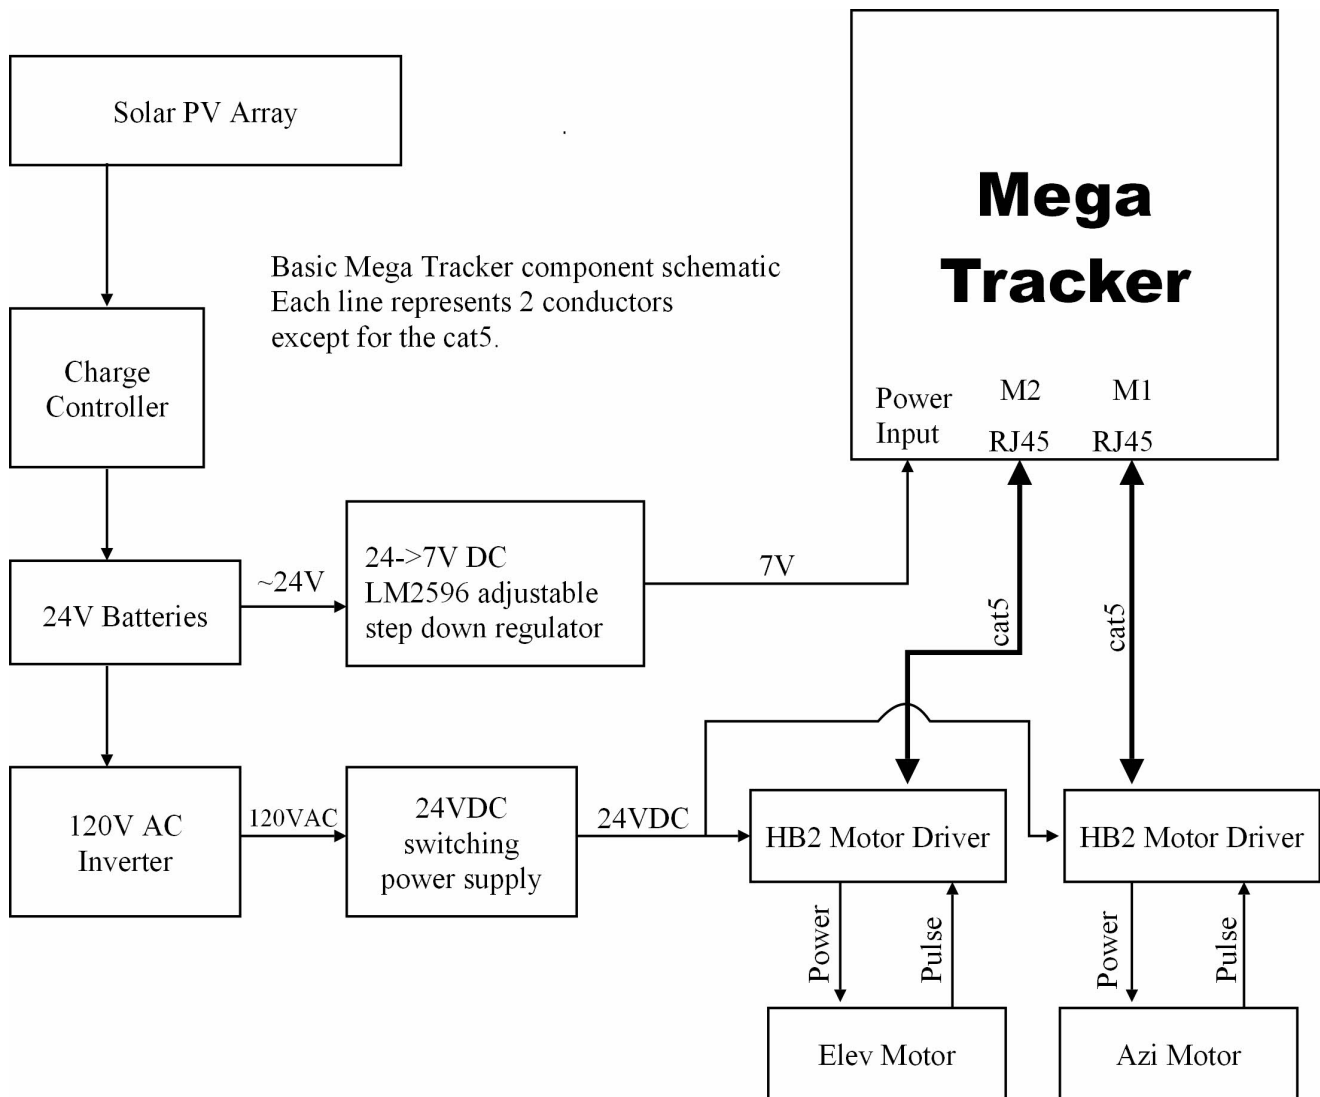 Solar PV Array
Mega
Tracker
Basic Mega Tracker component schematic
Each line represents 2 conductors
except for the cat5.
Charge
Controller
Power
Input
M2
RJ45
M1
RJ45
24V Batteries
~24V
24->7V DC
LM2596 adjustable
step down regulator
7V
cat5
cat5
120V AC
Inverter
120VAC
24VDC
switching
power supply
24VDC
HB2 Motor Driver
HB2 Motor Driver
Power
Pulse
Power
Pulse
Elev Motor
Azi Motor